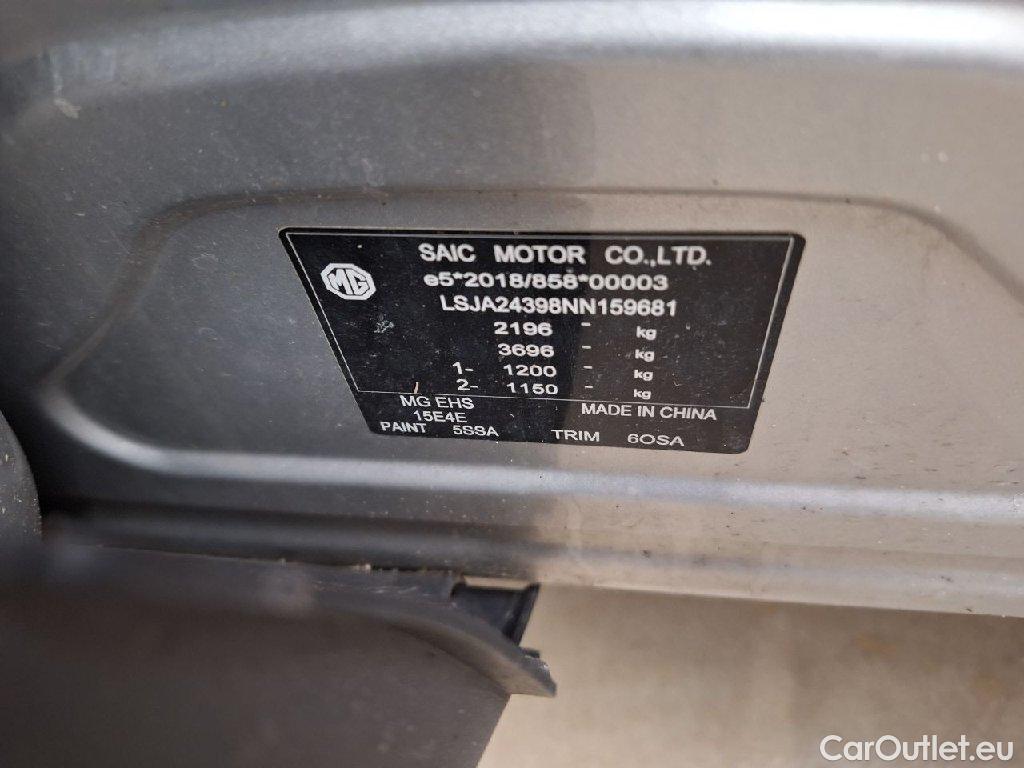 SAIC MOTOR CO.,LTD.
MG
e5*2018/858*00003
LSJA24398NN159681
2196 - kg
3696 - kg
1- 1200 - kg
2- 1150 - kg
MG EHS MADE IN CHINA
15E4E
PAINT 5SSA TRIM 6OSA
CarOutlet.eu